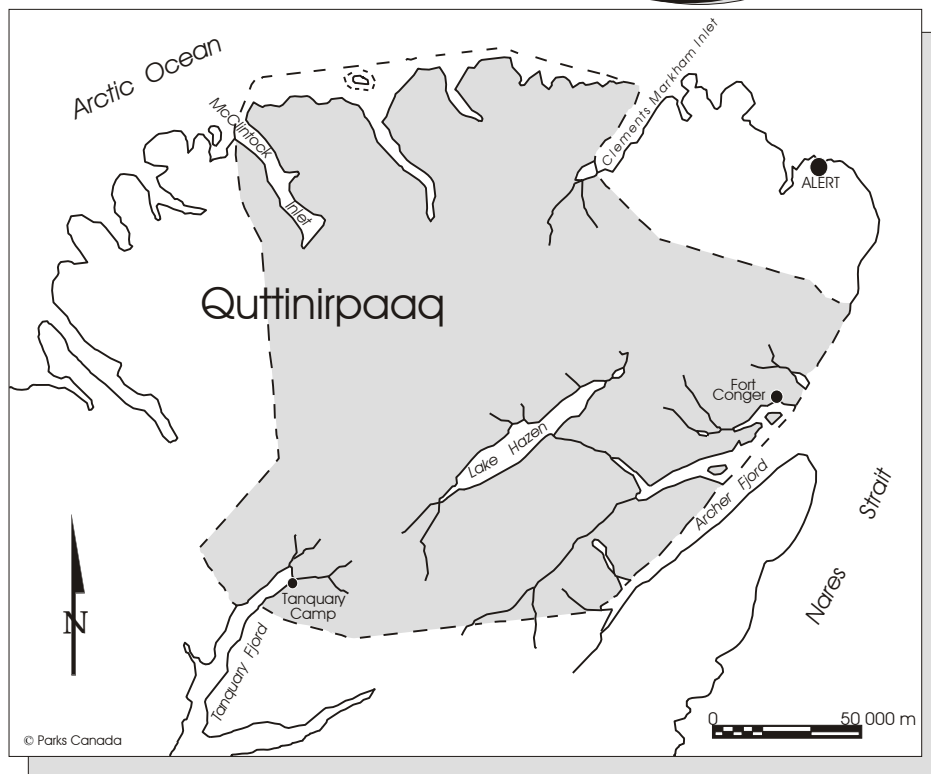 Arctic Ocean
McClintock
Inlet
Clements Markham Inlet
ALERT
Quttinirpaaq
Fort
Conger
Lake Hazen
Archer Fjord
Nares Strait
N
Tanquary
Camp
Tanquary Fjord
0 50 000 m
© Parks Canada